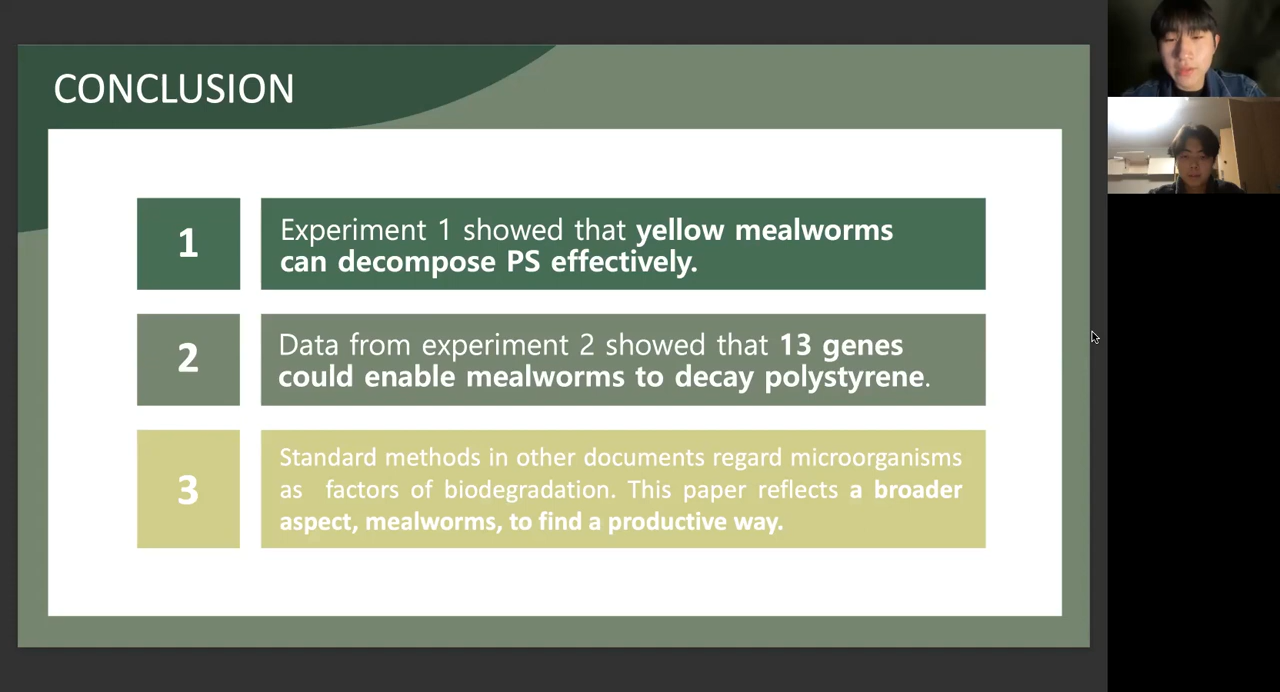 CONCLUSION
1
Experiment 1 showed that yellow mealworms
can decompose PS effectively.
2
Data from experiment 2 showed that 13 genes
could enable mealworms to decay polystyrene.
3
Standard methods in other documents regard microorganisms
as factors of biodegradation. This paper reflects a broader
aspect, mealworms, to find a productive way.